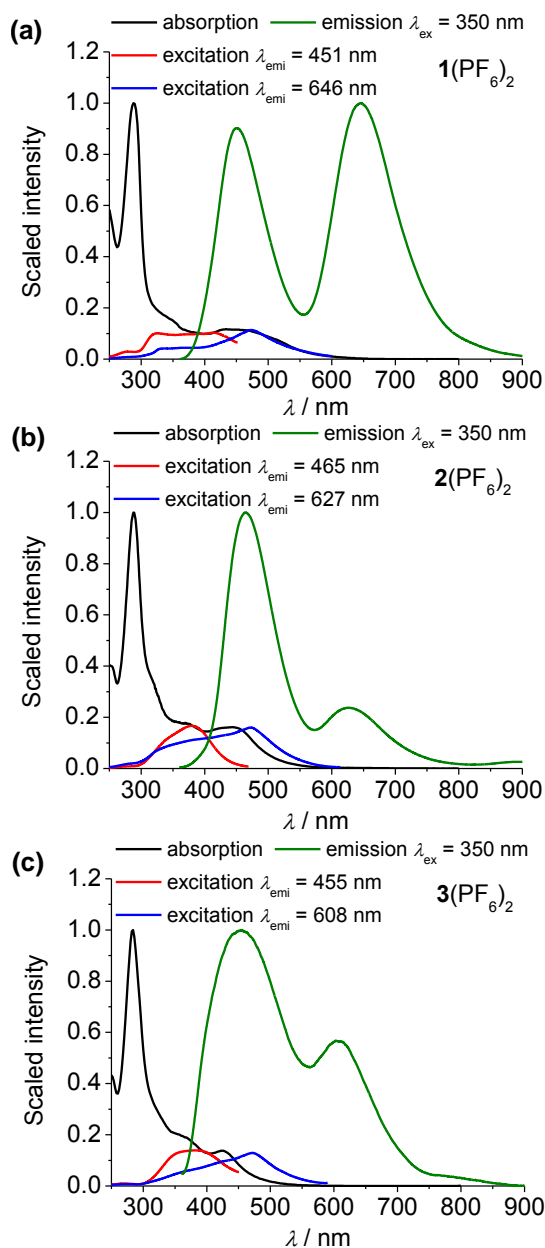 (a)
absorption emission λex = 350 nm
excitation λemi = 451 nm
1(PF6)2
excitation λemi = 646 nm
Scaled intensity
1.2
1.0
0.8
0.6
0.4
0.2
0.0
300 400 500 600 700 800 900
λ / nm
(b)
absorption emission λex = 350 nm
excitation λemi = 465 nm
2(PF6)2
excitation λemi = 627 nm
Scaled intensity
1.2
1.0
0.8
0.6
0.4
0.2
0.0
300 400 500 600 700 800 900
λ / nm
(c)
absorption emission λex = 350 nm
excitation λemi = 455 nm
3(PF6)2
excitation λemi = 608 nm
Scaled intensity
1.2
1.0
0.8
0.6
0.4
0.2
0.0
300 400 500 600 700 800 900
λ / nm